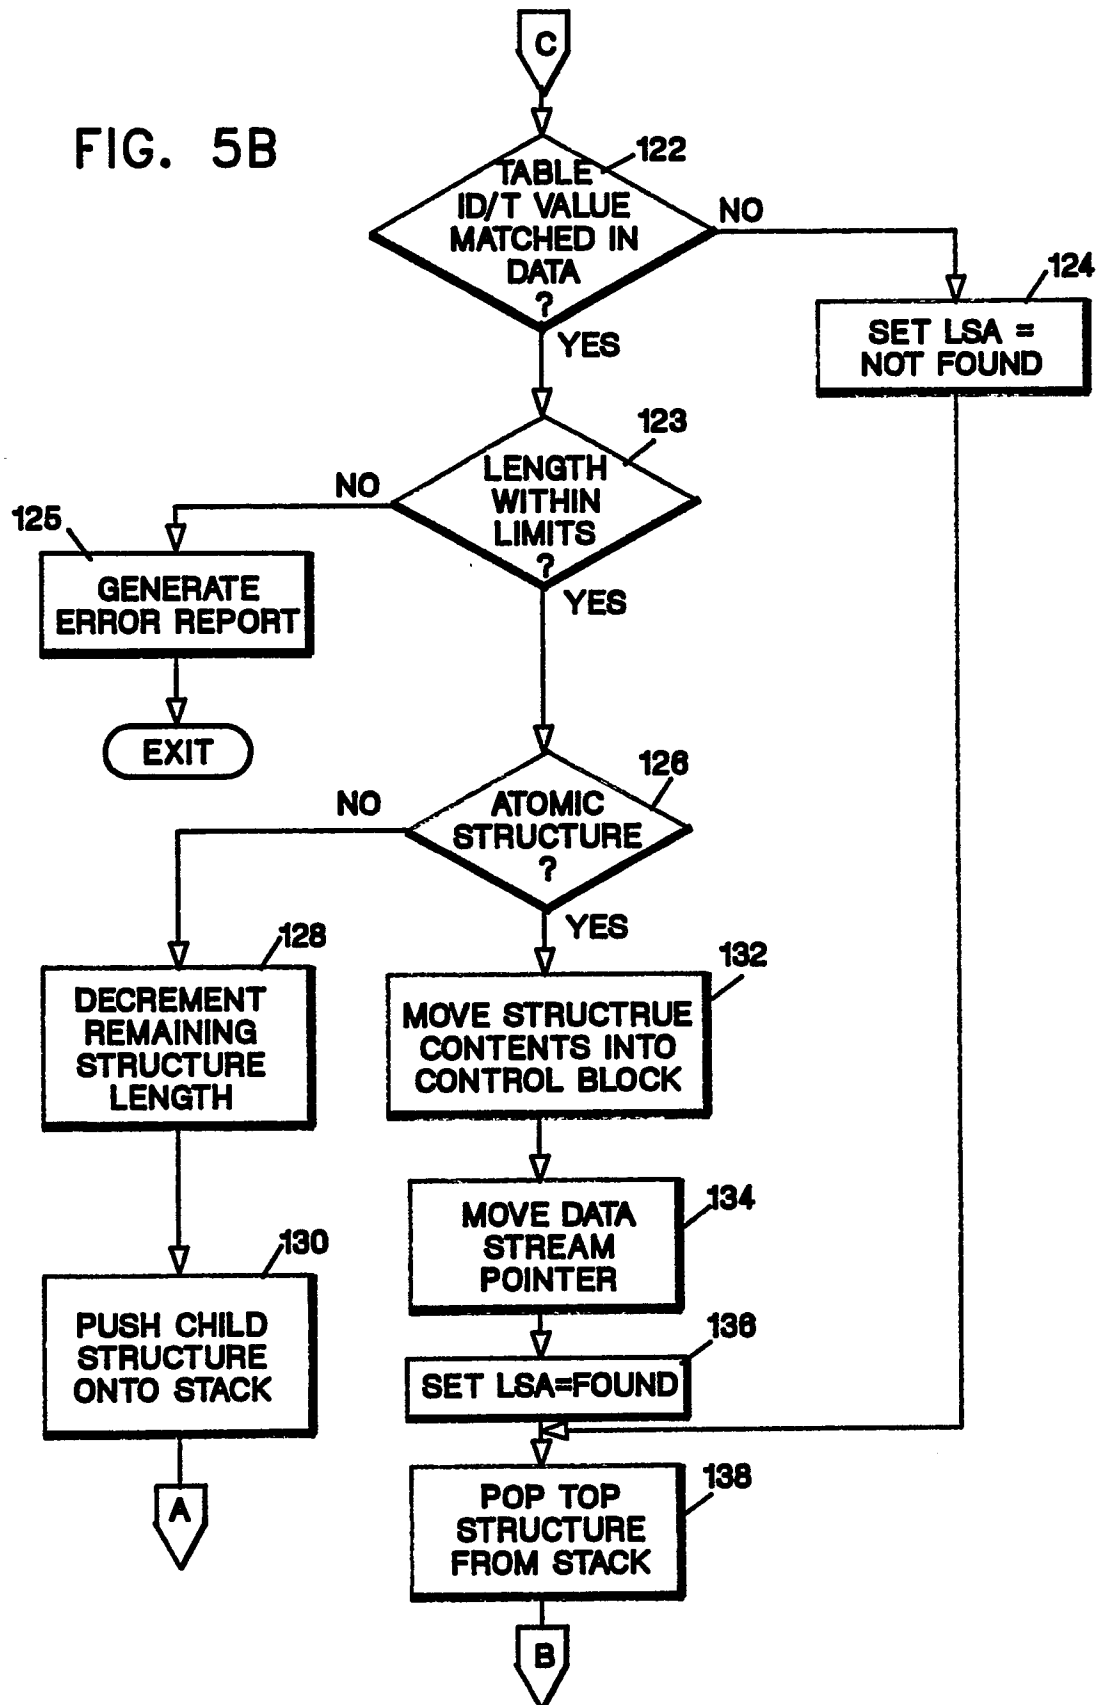 C
FIG. 5B
122
TABLE
ID/T VALUE
MATCHED IN
DATA
?
NO
YES
124
SET LSA =
NOT FOUND
123
LENGTH
WITHIN
LIMITS
?
NO
YES
125
GENERATE
ERROR REPORT
EXIT
126
ATOMIC
STRUCTURE
?
NO
YES
128
DECREMENT
REMAINING
STRUCTURE
LENGTH
132
MOVE STRUCTRUE
CONTENTS INTO
CONTROL BLOCK
134
MOVE DATA
STREAM
POINTER
130
PUSH CHILD
STRUCTURE
ONTO STACK
136
SET LSA=FOUND
138
POP TOP
STRUCTURE
FROM STACK
A
B